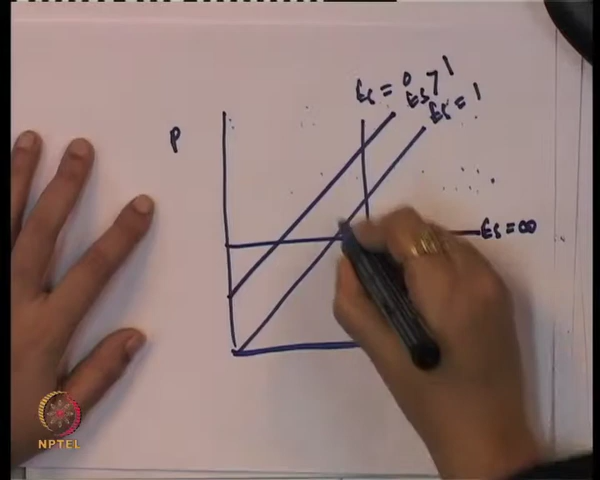 Es = 0
Es > 1
Es = 1
P
Es = ∞
NPTEL